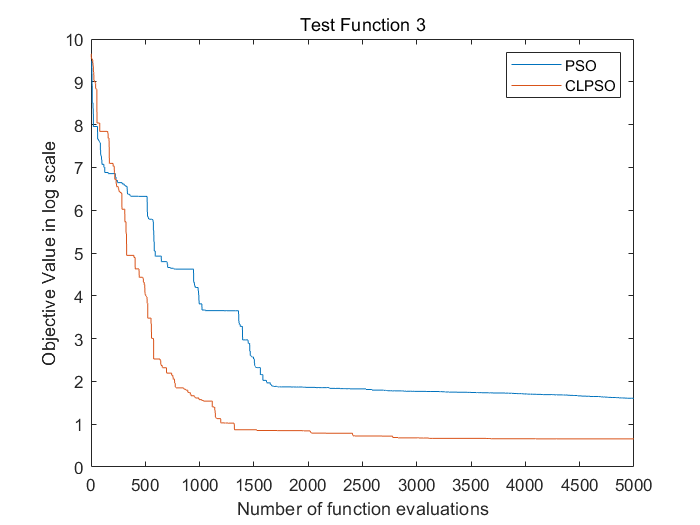 Test Function 3
PSO
CLPSO
Objective Value in log scale
10
9
8
7
6
5
4
3
2
1
0
0 500 1000 1500 2000 2500 3000 3500 4000 4500 5000
Number of function evaluations